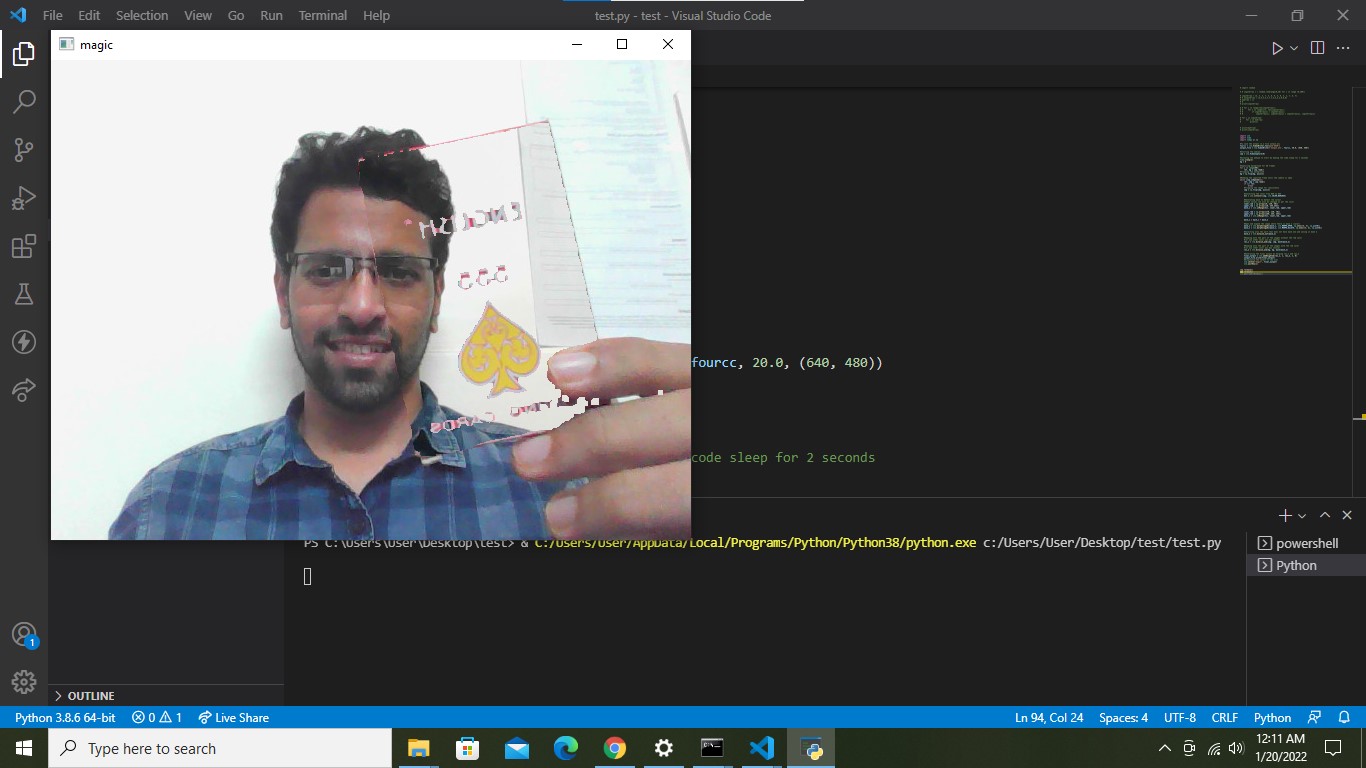 File Edit Selection View Go Run Terminal Help
test.py - test - Visual Studio Code
magic
ENGLISH
555
CARDS
fourcc, 20.0, (640, 480))
code sleep for 2 seconds
PS C:\Users\User\Desktop\test> & C:/Users/User/AppData/Local/Programs/Python/Python38/python.exe c:/Users/User/Desktop/test/test.py
powershell
Python
1
OUTLINE
Python 3.8.6 64-bit 0 1 Live Share
Ln 94, Col 24 Spaces: 4 UTF-8 CRLF Python
Type here to search
12:11 AM
1/20/2022